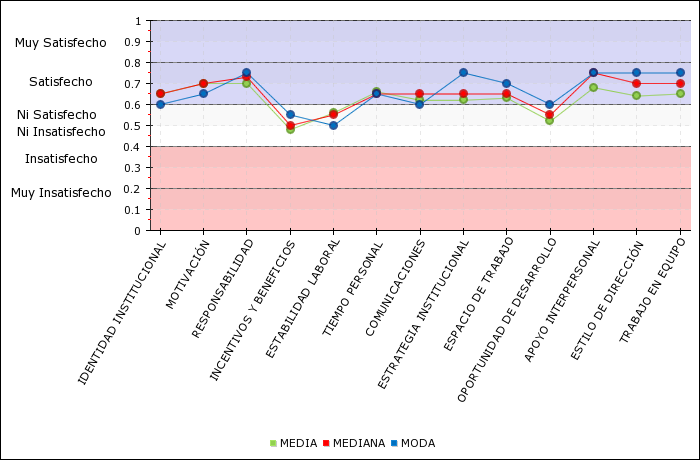 Muy Satisfecho
Satisfecho
Ni Satisfecho
Ni Insatisfecho
Insatisfecho
Muy Insatisfecho
1
0.9
0.8
0.7
0.6
0.5
0.4
0.3
0.2
0.1
0
IDENTIDAD INSTITUCIONAL
MOTIVACIÓN
RESPONSABILIDAD
INCENTIVOS Y BENEFICIOS
ESTABILIDAD LABORAL
TIEMPO PERSONAL
COMUNICACIONES
ESTRATEGIA INSTITUCIONAL
ESPACIO DE TRABAJO
OPORTUNIDAD DE DESARROLLO
APOYO INTERPERSONAL
ESTILO DE DIRECCIÓN
TRABAJO EN EQUIPO
MEDIA MEDIANA MODA